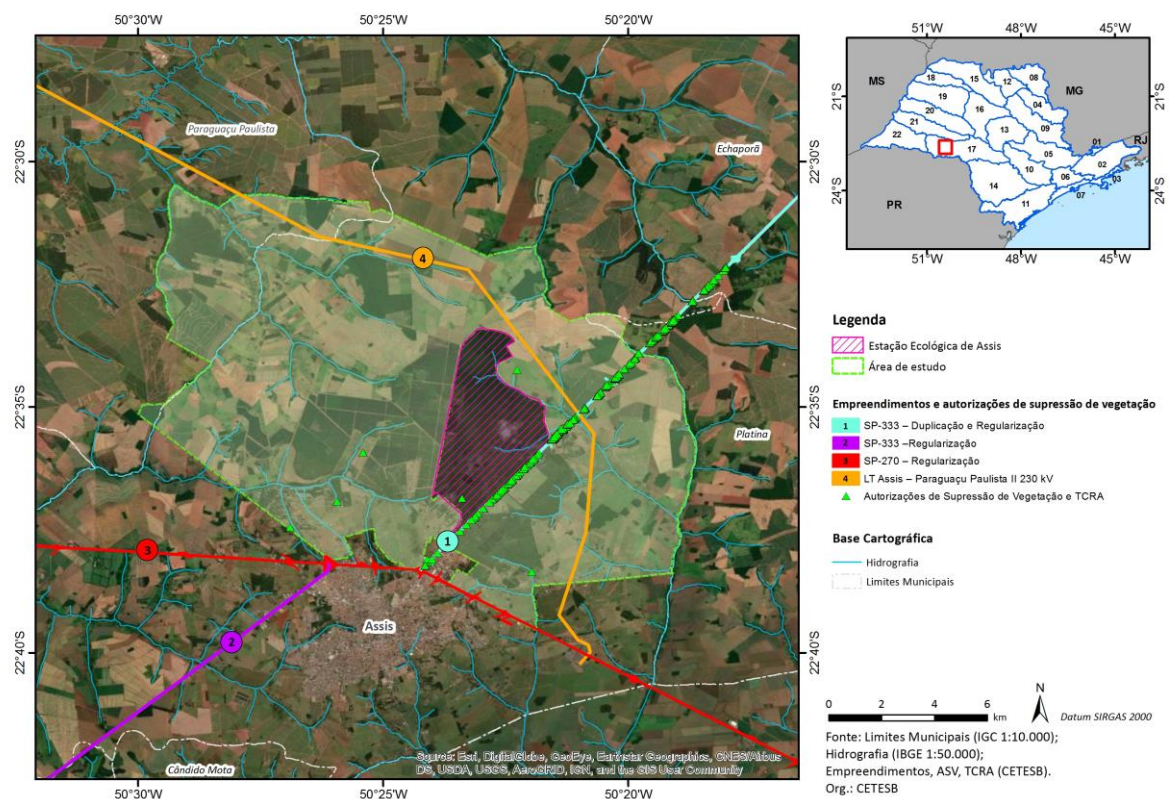 50°30'W
50°25'W
50°20'W
22°30'S
22°35'S
22°40'S
Paraguaçu Paulista
Echaporã
4
Platina
1
3
Assis
2
Cândido Mota
Source: Esri, DigitalGlobe, GeoEye, Earthstar Geographics, CNES/Airbus
DS, USDA, USGS, AeroGRID, IGN, and the GIS User Community
22°30'S
22°35'S
22°40'S
50°30'W
50°25'W
50°20'W
51°W
48°W
45°W
21°S
24°S
MS
MG
RJ
PR
18
15
12
08
19
16
04
20
21
13
09
22
17
05
01
10
02
06
03
14
07
11
21°S
24°S
51°W
48°W
45°W
Legenda
Estação Ecológica de Assis
Área de estudo
Empreendimentos e autorizações de supressão de vegetação
1 SP-333 – Duplicação e Regularização
2 SP-333 –Regularização
3 SP-270 – Regularização
4 LT Assis – Paraguaçu Paulista II 230 kV
Autorizações de Supressão de Vegetação e TCRA
Base Cartográfica
Hidrografia
Limites Municipais
0 2 4 6
km
N
Datum SIRGAS 2000
Fonte: Limites Municipais (IGC 1:10.000);
Hidrografia (IBGE 1:50.000);
Empreendimentos, ASV, TCRA (CETESB).
Org.: CETESB